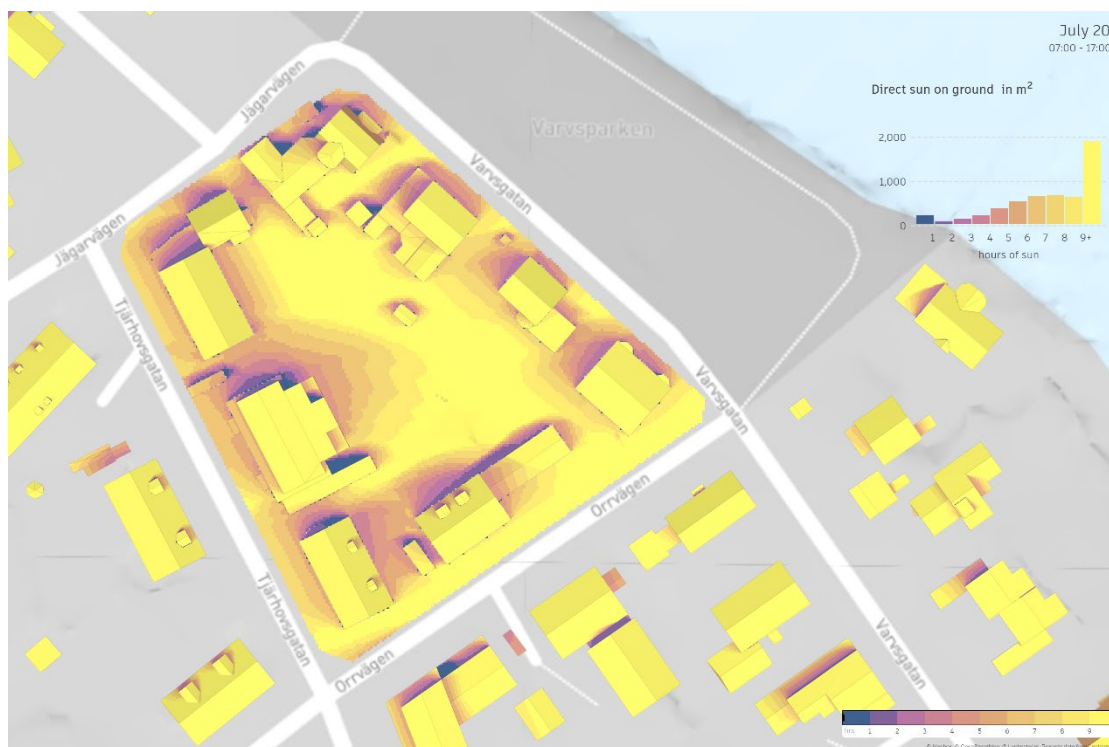 July 20
07:00 - 17:00
Direct sun on ground in m²
2,000
1,000
0
1 2 3 4 5 6 7 8 9+
hours of sun
Jägarvägen
Varvsparken
Varvsgatan
Jägarvägen
Tjärhovsgatan
Varvsgatan
Orrvägen
Tjärhovsgatan
Orrvägen
Varvsgatan
hrs 1 2 3 4 5 6 7 8 9